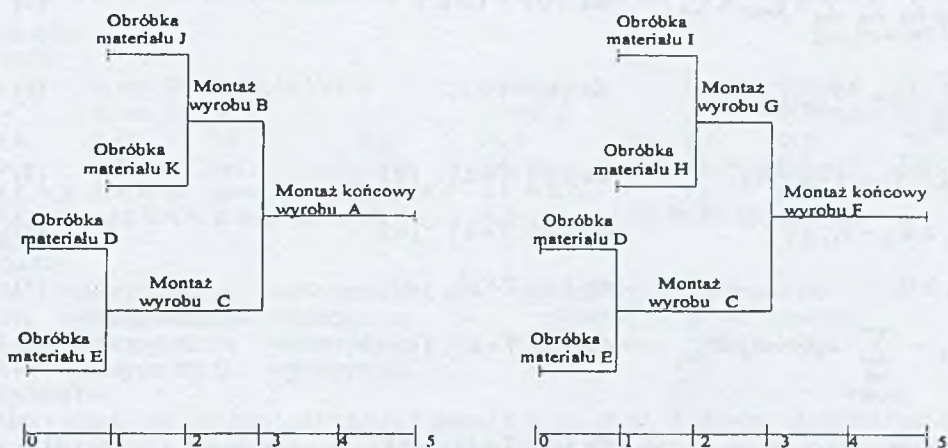 Obróbka
materiału J
Montaż
wyrobu B
Obróbka
materiału K
Montaż końcowy
wyrobu A
Obróbka
materiału D
Montaż
wyrobu C
Obróbka
materiału E
0 1 2 3 4 5
Obróbka
materiału I
Montaż
wyrobu G
Obróbka
materiału H
Montaż końcowy
wyrobu F
Obróbka
materiału D
Montaż
wyrobu C
Obróbka
materiału E
0 1 2 3 4 5